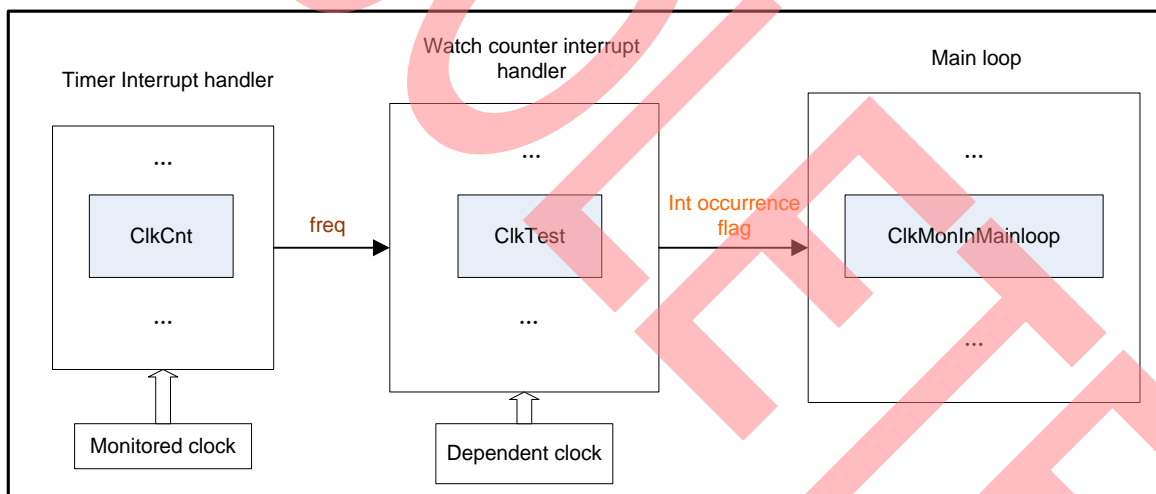 Timer Interrupt handler
...
ClkCnt
...
Monitored clock
freq
Watch counter interrupt
handler
...
ClkTest
...
Dependent clock
Int occurrence
flag
Main loop
...
ClkMonInMainloop
...